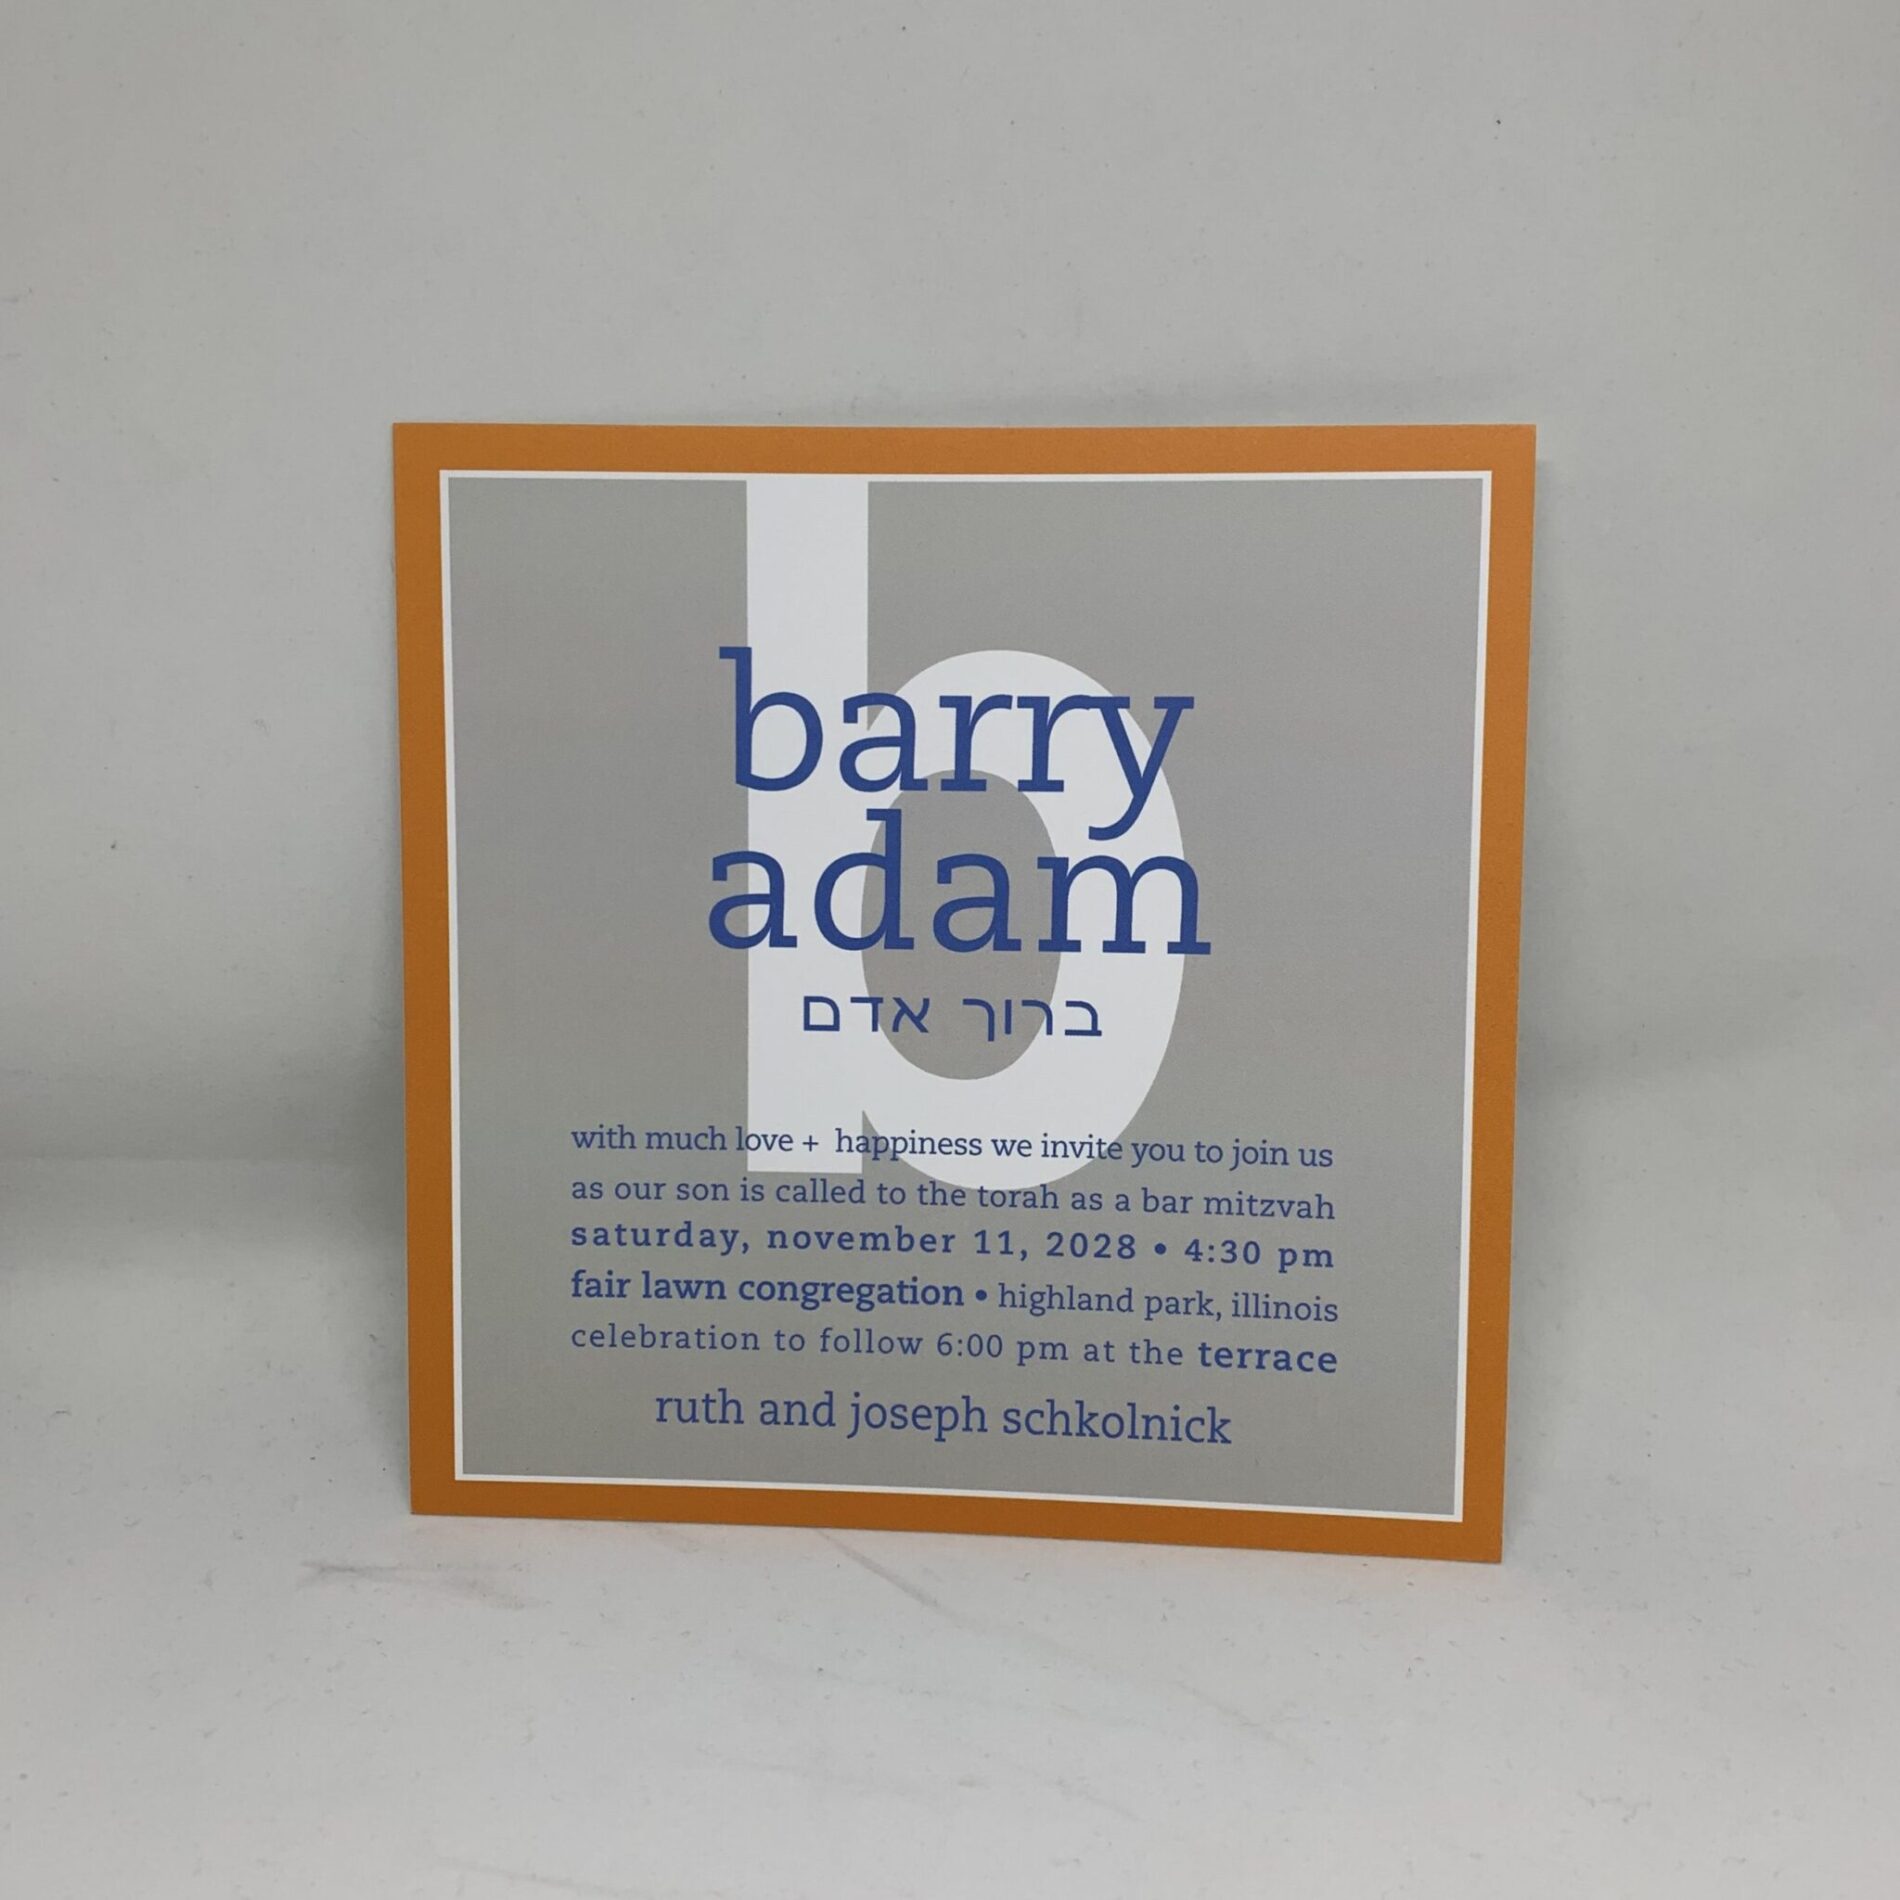 b
barry
adam
ברוך אדם
with much love + happiness we invite you to join us
as our son is called to the torah as a bar mitzvah
saturday, november 11, 2028 • 4:30 pm
fair lawn congregation • highland park, illinois
celebration to follow 6:00 pm at the terrace
ruth and joseph schkolnick